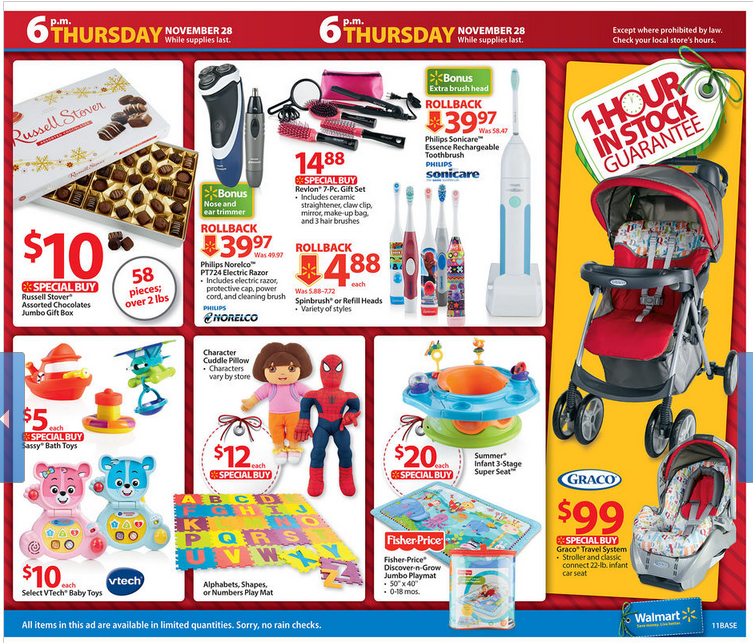 6 p.m. THURSDAY NOVEMBER 28
While supplies last.
6 p.m. THURSDAY NOVEMBER 28
While supplies last.
Except where prohibited by law.
Check your local store's hours.
Russell Stover
ASSORTED CHOCOLATES
$10
SPECIAL BUY
Russell Stover®
Assorted Chocolates
Jumbo Gift Box
58
pieces;
over 2 lbs
Bonus
Nose and
ear trimmer
ROLLBACK
39 97
Was 49.97
Philips Norelco™
PT724 Electric Razor
• Includes electric razor,
protective cap, power
cord, and cleaning brush
PHILIPS
NORELCO
14 88
SPECIAL BUY
Revlon® 7-Pc. Gift Set
• Includes ceramic
straightener, claw clip,
mirror, make-up bag,
and 3 hair brushes
ROLLBACK
4 88
each
Was 5.88-7.72
Spinbrush® or Refill Heads
• Variety of styles
Bonus
Extra brush head
ROLLBACK
39 97
Was 58.47
Philips Sonicare™
Essence Rechargeable
Toothbrush
PHILIPS
sonicare
1-HOUR
IN STOCK
GUARANTEE
$5 each
SPECIAL BUY
Sassy® Bath Toys
$10 each
Select VTech® Baby Toys
vtech
Character
Cuddle Pillow
• Characters
vary by store
$12 each
SPECIAL BUY
A B C D
Alphabets, Shapes,
or Numbers Play Mat
$20 each
SPECIAL BUY
Summer®
Infant 3-Stage
Super Seat™
Fisher-Price
Fisher-Price®
Discover-n-Grow
Jumbo Playmat
• 50" x 40"
• 0-18 mos.
GRACO®
$99
SPECIAL BUY
Graco® Travel System
• Stroller and classic
connect 22-lb. infant
car seat
All items in this ad are available in limited quantities. Sorry, no rain checks.
Walmart
Save money. Live better.
11BASE